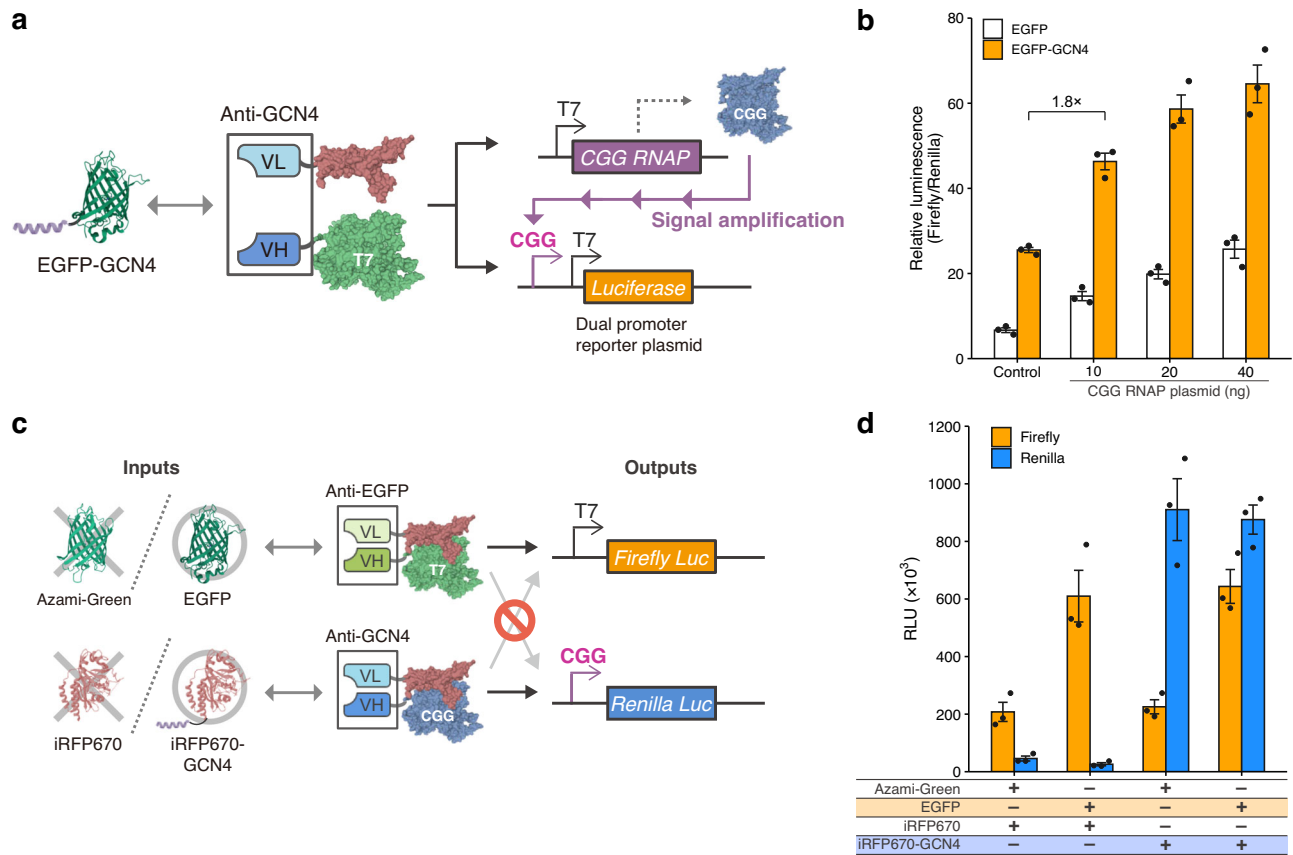 a
Anti-GCN4
VL
VH
T7
EGFP-GCN4
T7
CGG RNAP
CGG
Signal amplification
CGG
T7
Luciferase
Dual promoter
reporter plasmid
b
EGFP
EGFP-GCN4
1.8×
Relative luminescence
(Firefly/Renilla)
80
60
40
20
0
Control
10
20
40
CGG RNAP plasmid (ng)
c
Inputs
Outputs
Azami-Green
EGFP
Anti-EGFP
VL
VH
T7
T7
Firefly Luc
iRFP670
iRFP670-
GCN4
Anti-GCN4
VL
VH
CGG
CGG
Renilla Luc
d
Firefly
Renilla
RLU (×10³)
1200
1000
800
600
400
200
0
Azami-Green + − + −
EGFP − + − +
iRFP670 + + − −
iRFP670-GCN4 − − + +